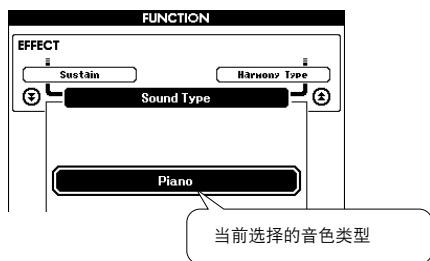 FUNCTION
EFFECT
Sustain
Harmony Type
Sound Type
Piano
当前选择的音色类型